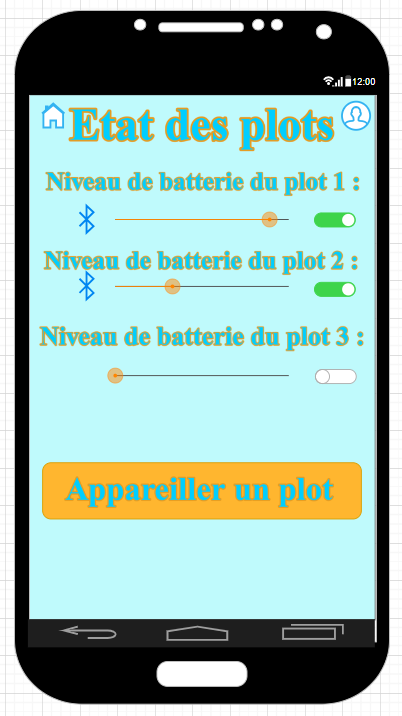 12:00
Etat des plots
Niveau de batterie du plot 1 :
Niveau de batterie du plot 2 :
Niveau de batterie du plot 3 :
Appareiller un plot